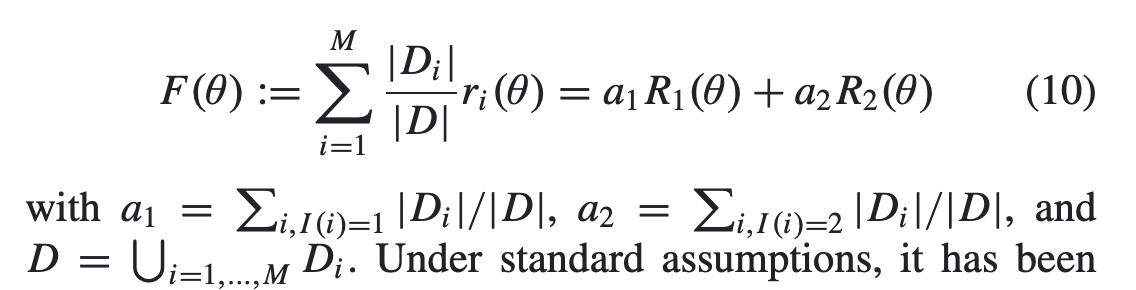 F(θ) := ∑_{i=1}^{M} \frac{|D_i|}{|D|} r_i(θ) = a_1 R_1(θ) + a_2 R_2(θ) (10)
with a_1 = ∑_{i,I(i)=1} |D_i|/|D|, a_2 = ∑_{i,I(i)=2} |D_i|/|D|, and
D = ⋃_{i=1,...,M} D_i. Under standard assumptions, it has been